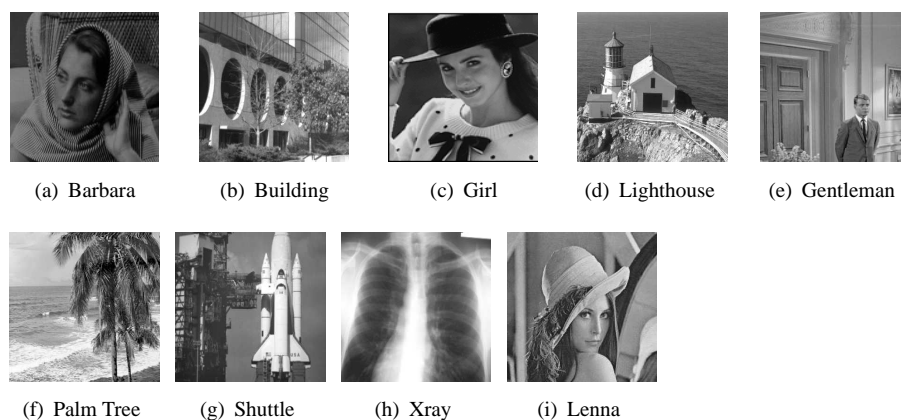 (a) Barbara
(b) Building
(c) Girl
(d) Lighthouse
(e) Gentleman
(f) Palm Tree
(g) Shuttle
(h) Xray
(i) Lenna